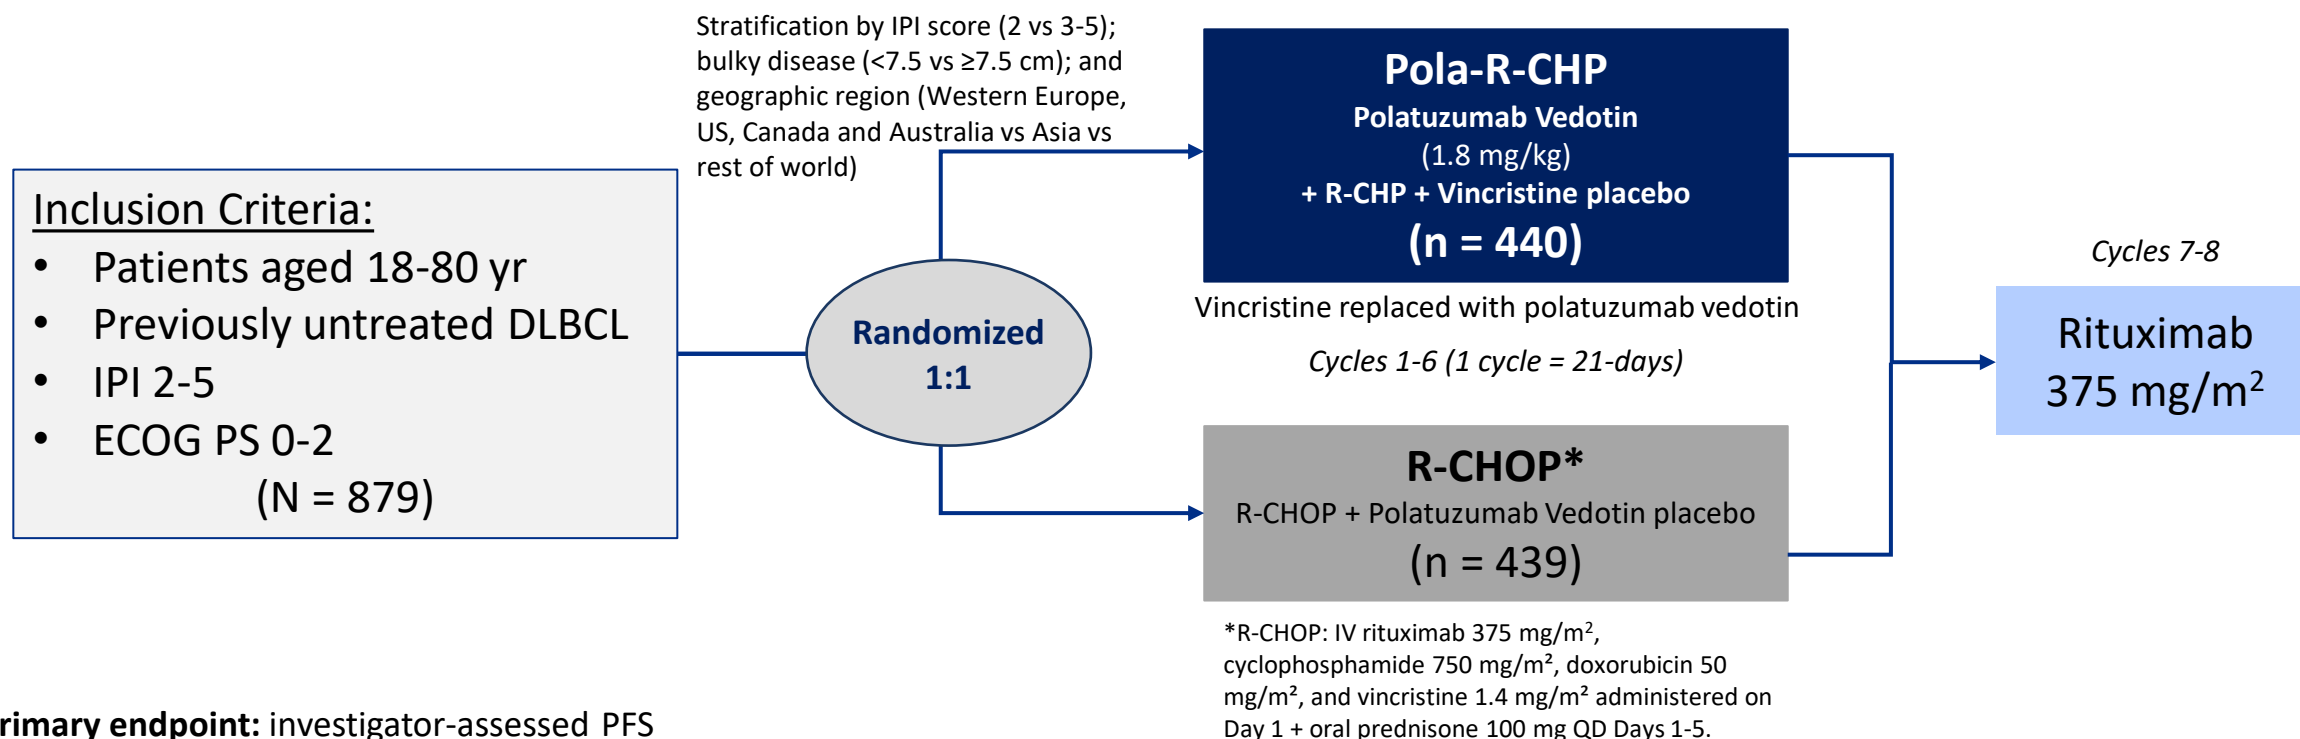 Stratification by IPI score (2 vs 3-5);
bulky disease (<7.5 vs ≥7.5 cm); and
geographic region (Western Europe,
US, Canada and Australia vs Asia vs
rest of world)
Inclusion Criteria:
• Patients aged 18-80 yr
• Previously untreated DLBCL
• IPI 2-5
• ECOG PS 0-2
(N = 879)
Randomized
1:1
Pola-R-CHP
Polatuzumab Vedotin
(1.8 mg/kg)
+ R-CHP + Vincristine placebo
(n = 440)
Vincristine replaced with polatuzumab vedotin
Cycles 1-6 (1 cycle = 21-days)
R-CHOP*
R-CHOP + Polatuzumab Vedotin placebo
(n = 439)
Cycles 7-8
Rituximab
375 mg/m²
*R-CHOP: IV rituximab 375 mg/m²,
cyclophosphamide 750 mg/m², doxorubicin 50
mg/m², and vincristine 1.4 mg/m² administered on
Day 1 + oral prednisone 100 mg QD Days 1-5.
rimary endpoint: investigator-assessed PFS